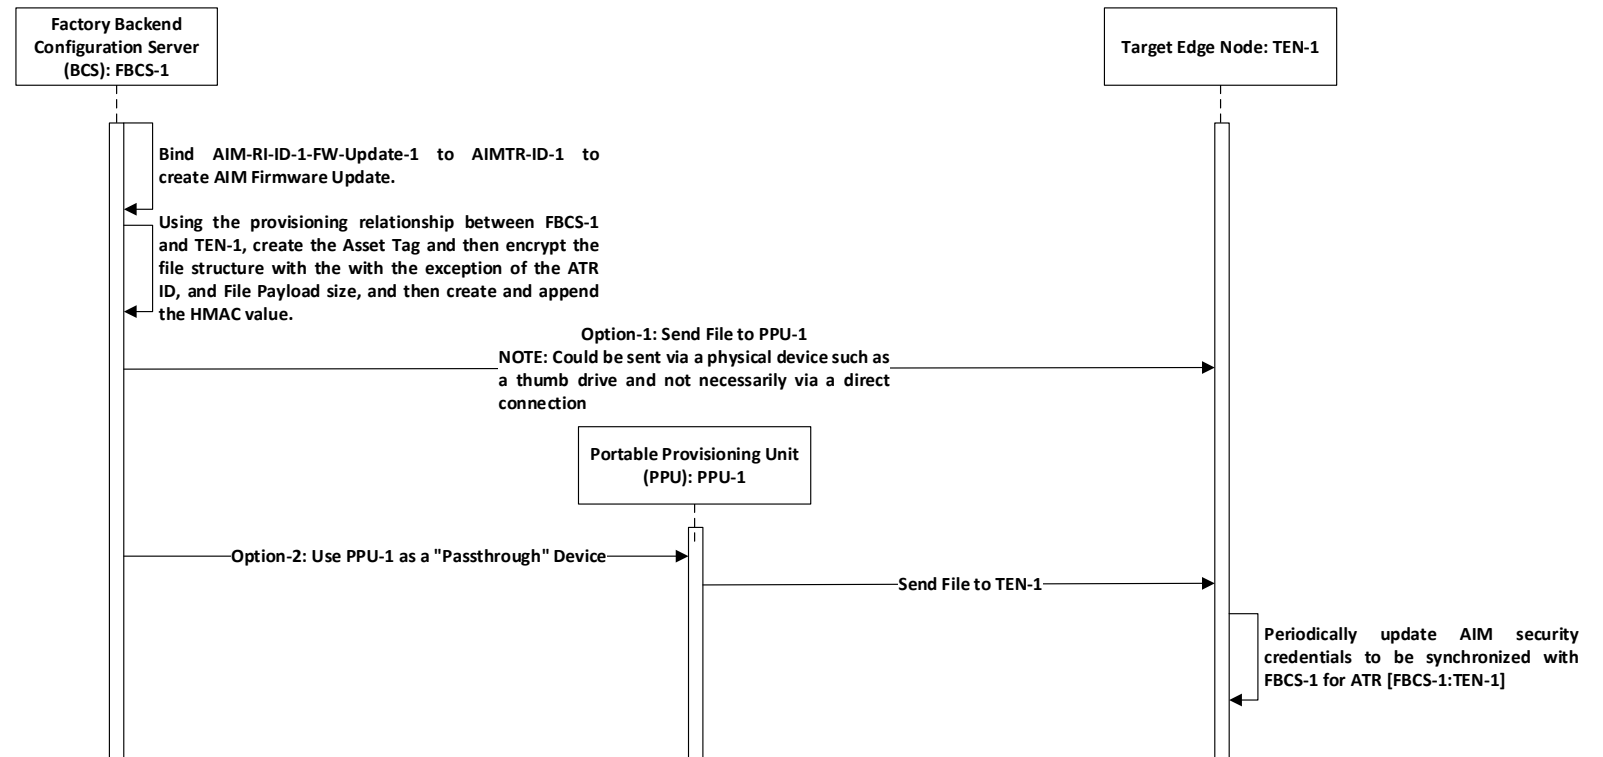 Factory Backend
Configuration Server
(BCS): FBCS-1
Target Edge Node: TEN-1
Bind AIM-RI-ID-1-FW-Update-1 to AIMTR-ID-1 to
create AIM Firmware Update.
Using the provisioning relationship between FBCS-1
and TEN-1, create the Asset Tag and then encrypt the
file structure with the with the exception of the ATR
ID, and File Payload size, and then create and append
the HMAC value.
Option-1: Send File to PPU-1
NOTE: Could be sent via a physical device such as
a thumb drive and not necessarily via a direct
connection
Portable Provisioning Unit
(PPU): PPU-1
Option-2: Use PPU-1 as a "Passthrough" Device
Send File to TEN-1
Periodically update AIM security
credentials to be synchronized with
FBCS-1 for ATR [FBCS-1:TEN-1]